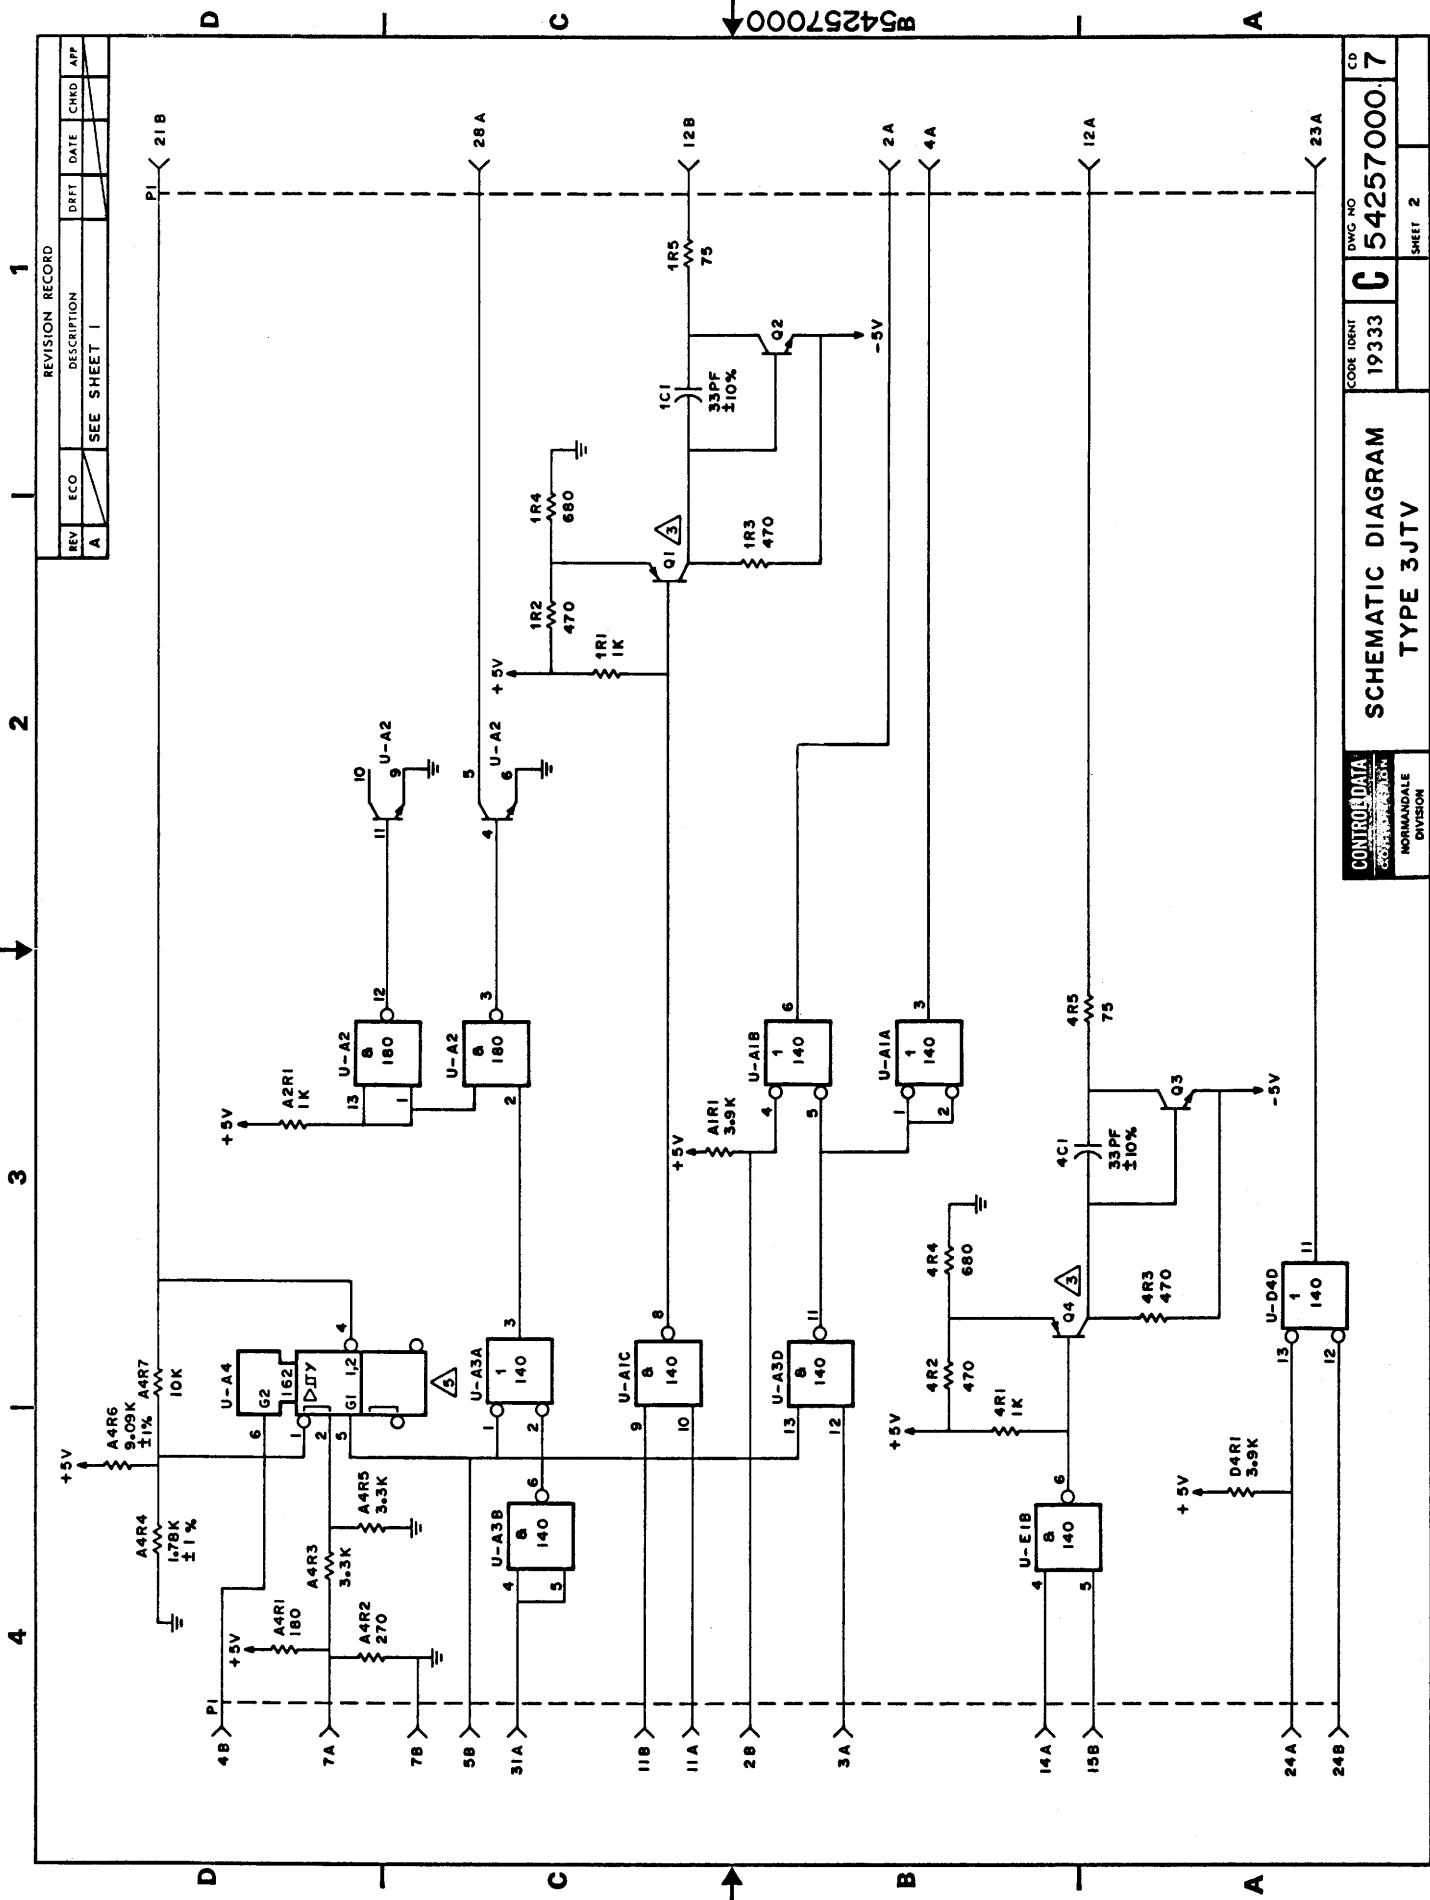 4
3
2
1
REVISION RECORD
REV ECO DESCRIPTION DRFT DATE CHKD APP
A SEE SHEET 1
D
D
C
C
B
B
A
A
54257000
P1
P1
4B
7A
7B
5B
31A
11B
11A
2B
3A
14A
15B
24A
24B
21B
28A
12B
2A
4A
12A
23A
+5V
A4R6
9.09K
±1%
A4R7
10K
A4R4
1.78K
±1%
+5V
A4R1
180
A4R3
3.3K
A4R5
3.3K
A4R2
270
U-A4
6 G2 162
1
2
5 G1 1,2 4
5
+5V
A2R1
1K
U-A2
13 & 12
1 180
11 10
9
U-A2
U-A2
& 3
2 180
4 5
6
U-A2
U-A3A
1 1 3
2 140
U-A3B
4 & 6
5 140
U-A1C
9 & 8
10 140
+5V
1R1
1K
1R2
470
1R4
680
Q1
3
1R3
470
1C1
33PF
±10%
Q2
-5V
1R5
75
+5V
A1R1
3.9K
U-A1B
4 1 6
5 140
U-A1A
1 1 3
2 140
U-A3D
13 & 11
12 140
U-E1B
4 & 6
5 140
+5V
4R1
1K
4R2
470
4R4
680
Q4
3
4R3
470
4C1
33PF
±10%
Q3
-5V
4R5
75
+5V
D4R1
3.9K
U-D4D
13 1 11
12 140
CONTROL DATA
CORPORATION
NORMANDALE
DIVISION
SCHEMATIC DIAGRAM
TYPE 3JTV
CODE IDENT
19333
C
DWG NO
54257000
CD
7
SHEET 2